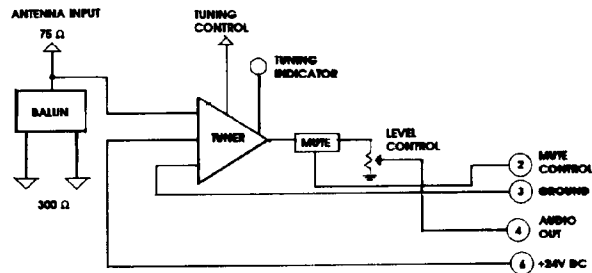 ANTENNA INPUT
75 Ω
BALUN
300 Ω
TUNING
CONTROL
TUNING
INDICATOR
TUNER
MUTE
LEVEL
CONTROL
2 MUTE
CONTROL
3 GROUND
4 AUDIO
OUT
6 +24V DC